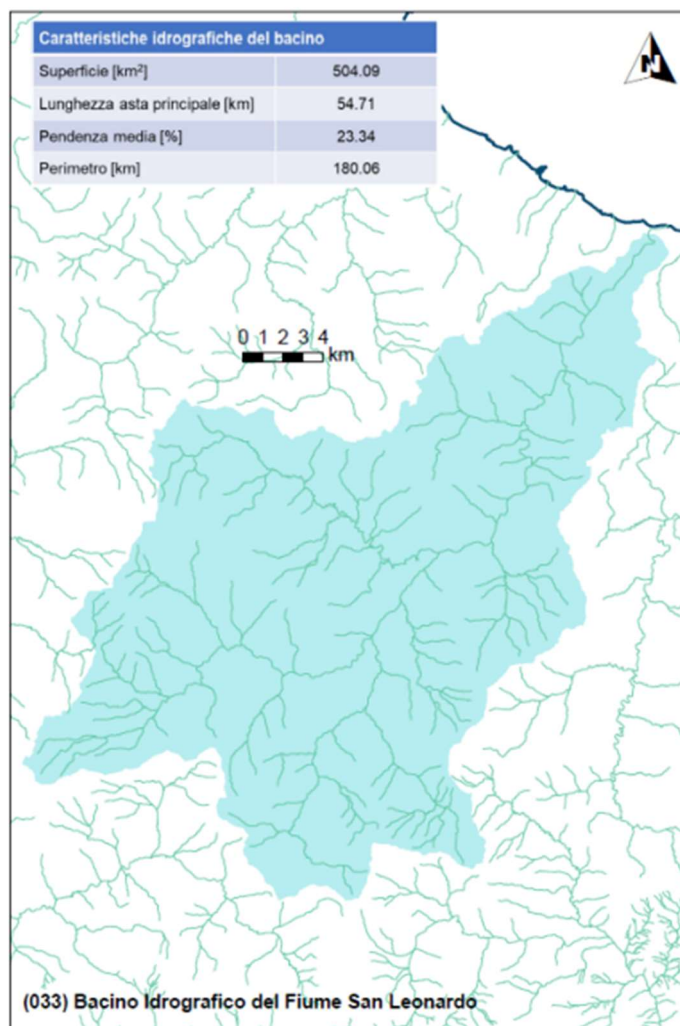 Caratteristiche idrografiche del bacino
Superficie [km²] 504.09
Lunghezza asta principale [km] 54.71
Pendenza media [%] 23.34
Perimetro [km] 180.06
N
0 1 2 3 4
km
(033) Bacino Idrografico del Fiume San Leonardo